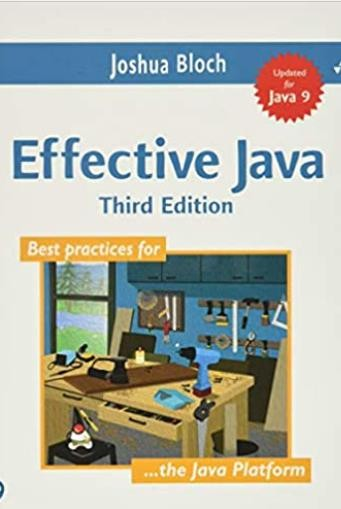 Joshua Bloch
Updated
for
Java 9
Effective Java
Third Edition
Best practices for
...the Java Platform